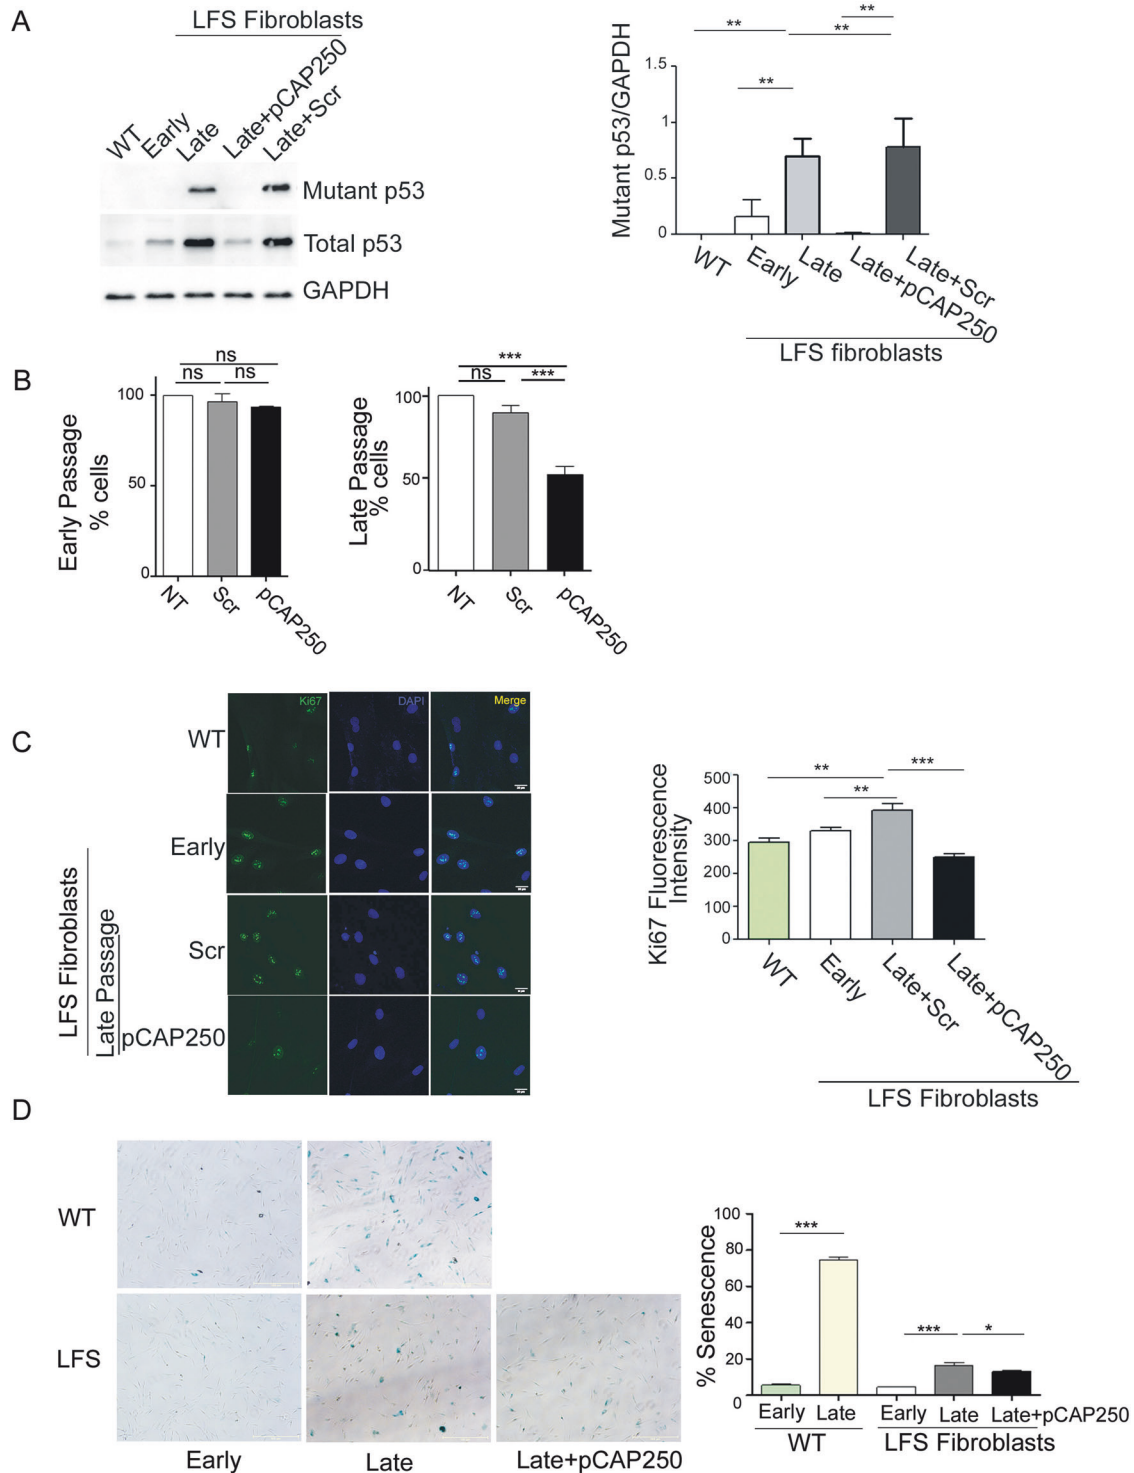 A
LFS Fibroblasts
WT
Early
Late
Late+pCAP250
Late+Scr
Mutant p53
Total p53
GAPDH
Mutant p53/GAPDH
1.5
1
0.5
0
**
**
**
**
WT
Early
Late
Late+pCAP250
Late+Scr
LFS fibroblasts
B
Early Passage
% cells
100
50
0
ns
ns
ns
NT
Scr
pCAP250
Late Passage
% cells
100
50
0
***
ns
***
NT
Scr
pCAP250
C
Ki67
DAPI
Merge
WT
Early
Scr
pCAP250
LFS Fibroblasts
Late Passage
Ki67 Fluorescence
Intensity
500
400
300
200
100
0
**
***
**
WT
Early
Late+Scr
Late+pCAP250
LFS Fibroblasts
D
WT
LFS
Early
Late
Late+pCAP250
% Senescence
100
80
60
40
20
0
***
***
*
Early
Late
Early
Late
Late+pCAP250
WT
LFS Fibroblasts